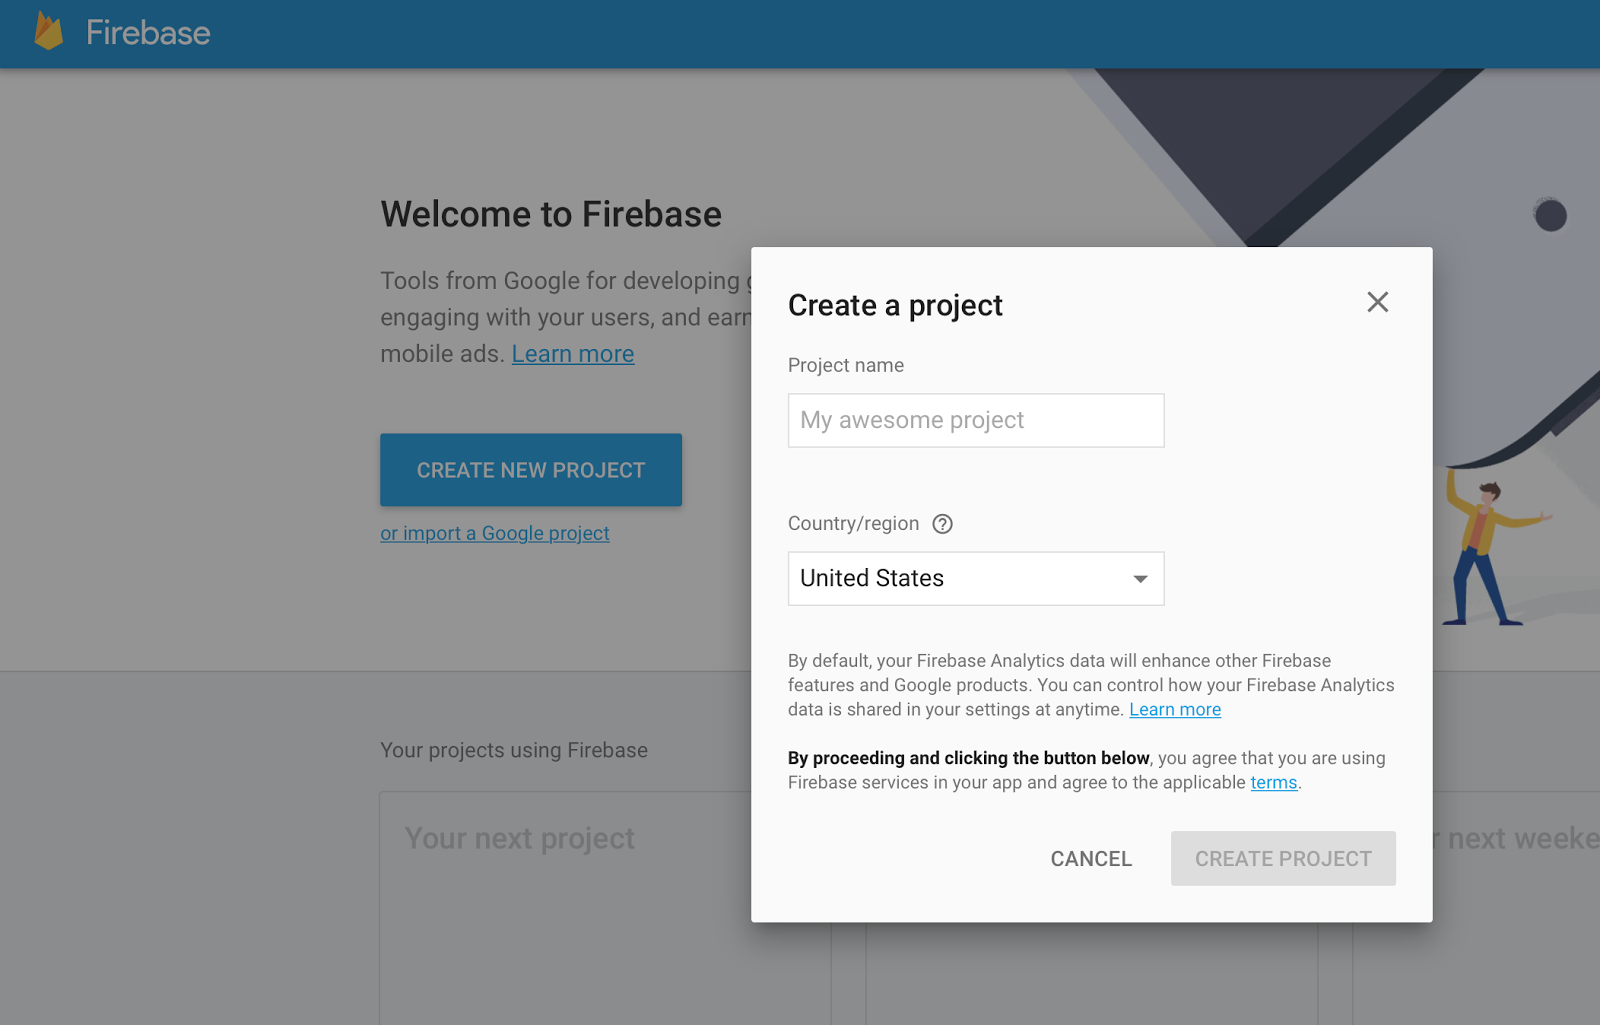 Firebase
Welcome to Firebase
Tools from Google for developing
engaging with your users, and earn
mobile ads. Learn more
CREATE NEW PROJECT
or import a Google project
Your projects using Firebase
Your next project
next
Create a project
Project name
My awesome project
Country/region
United States
By default, your Firebase Analytics data will enhance other Firebase
features and Google products. You can control how your Firebase Analytics
data is shared in your settings at anytime. Learn more
By proceeding and clicking the button below, you agree that you are using
Firebase services in your app and agree to the applicable terms.
CANCEL
CREATE PROJECT